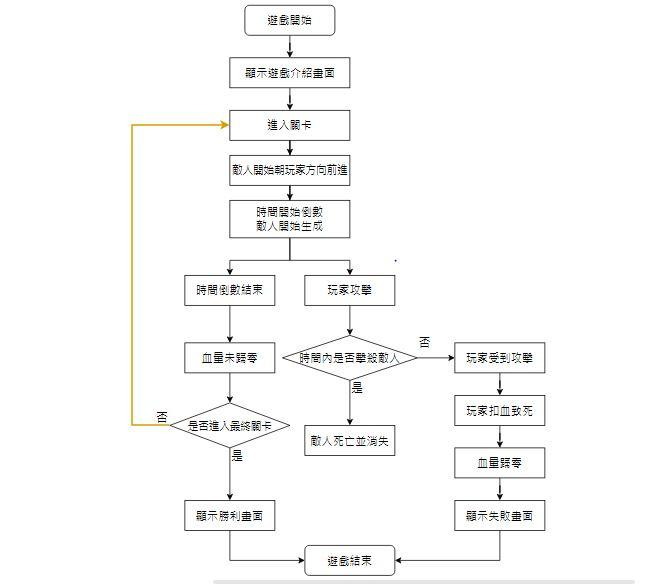 遊戲開始
顯示遊戲介紹畫面
進入關卡
敵人開始朝玩家方向前進
時間開始倒數
敵人開始生成
時間倒數結束
玩家攻擊
血量未歸零
時間內是否擊殺敵人
否
玩家受到攻擊
是
玩家扣血致死
否
是否進入最終關卡
敵人死亡並消失
是
血量歸零
顯示勝利畫面
顯示失敗畫面
遊戲結束